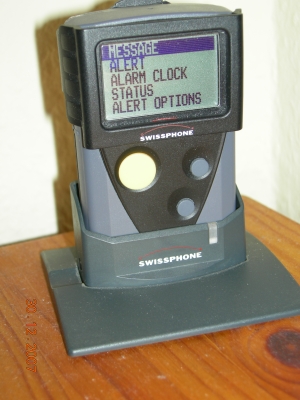 MESSAGE
ALERT
ALARM CLOCK
STATUS
ALERT OPTIONS
SWISSPHONE
SWISSPHONE